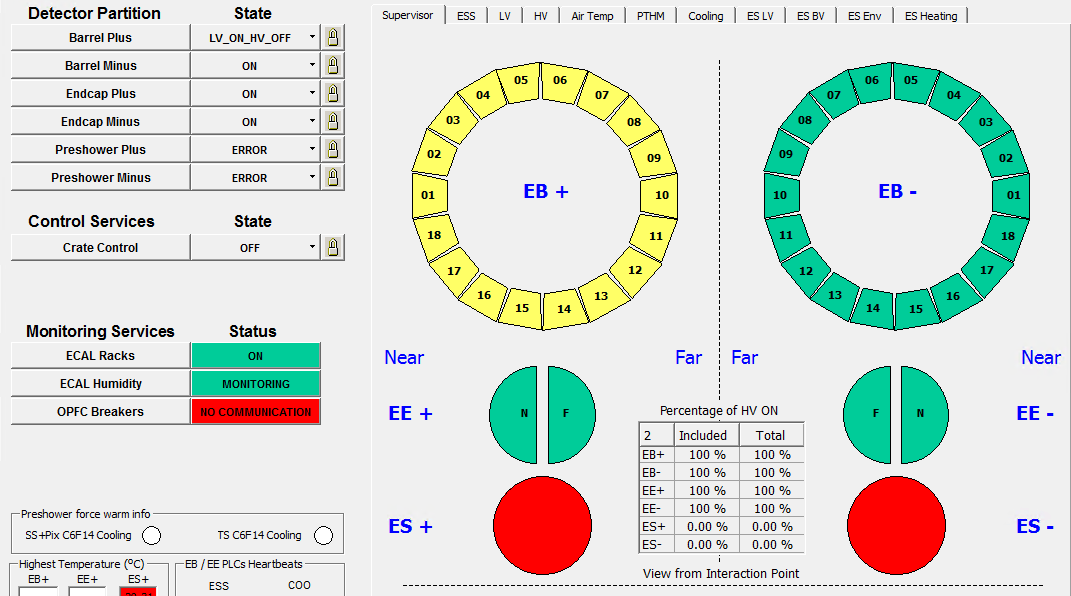 Detector Partition State
Barrel Plus LV_ON_HV_OFF
Barrel Minus ON
Endcap Plus ON
Endcap Minus ON
Preshower Plus ERROR
Preshower Minus ERROR
Control Services State
Crate Control OFF
Monitoring Services Status
ECAL Racks ON
ECAL Humidity MONITORING
OPFC Breakers NO COMMUNICATION
Preshower force warm info
SS+Pix C6F14 Cooling TS C6F14 Cooling
Highest Temperature (°C)
EB+ EE+ ES+
EB / EE PLCs Heartbeats
ESS COO
Supervisor ESS LV HV Air Temp PTHM Cooling ES LV ES BV ES Env ES Heating
EB +
01
02
03
04
05
06
07
08
09
10
11
12
13
14
15
16
17
18
EB -
01
02
03
04
05
06
07
08
09
10
11
12
13
14
15
16
17
18
Near Far Far Near
EE + N F
F N EE -
ES +
ES -
Percentage of HV ON
2 Included Total
EB+ 100 % 100 %
EB- 100 % 100 %
EE+ 100 % 100 %
EE- 100 % 100 %
ES+ 0.00 % 0.00 %
ES- 0.00 % 0.00 %
View from Interaction Point